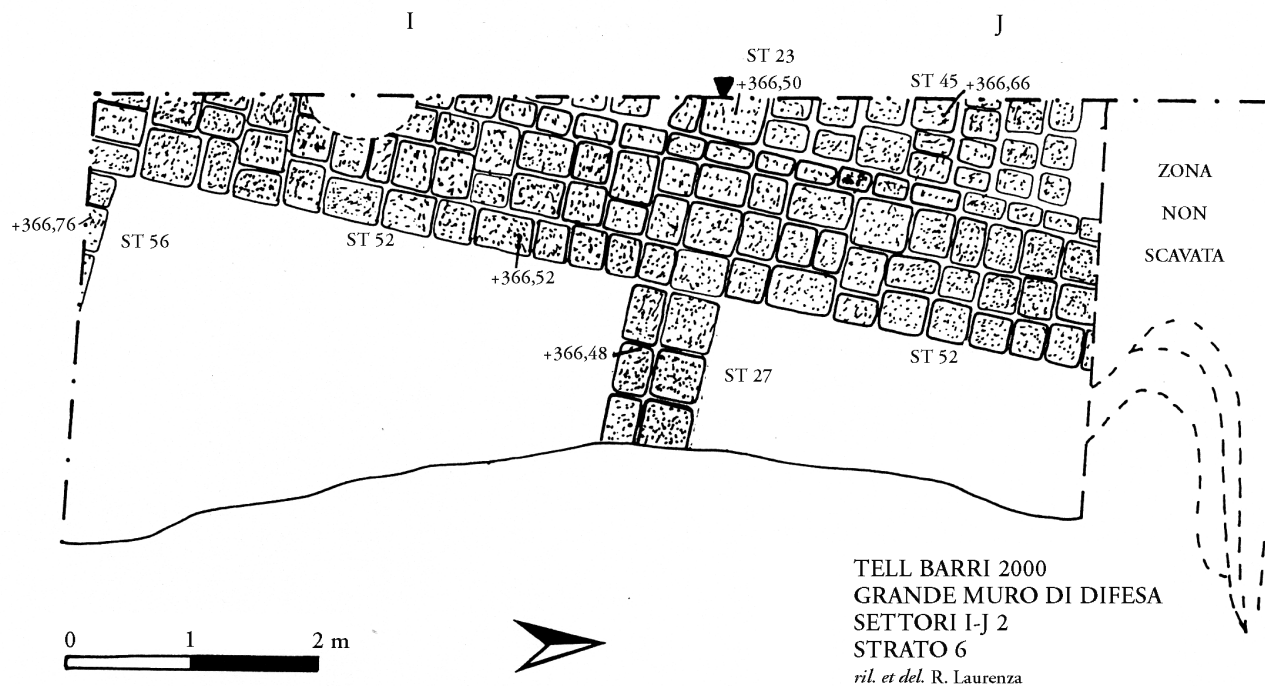 I
J
ST 23
+366,50
ST 45
+366,66
ZONA
NON
SCAVATA
+366,76
ST 56
ST 52
+366,52
+366,48
ST 27
ST 52
TELL BARRI 2000
GRANDE MURO DI DIFESA
SETTORI I-J 2
STRATO 6
ril. et del. R. Laurenza
0 1 2 m